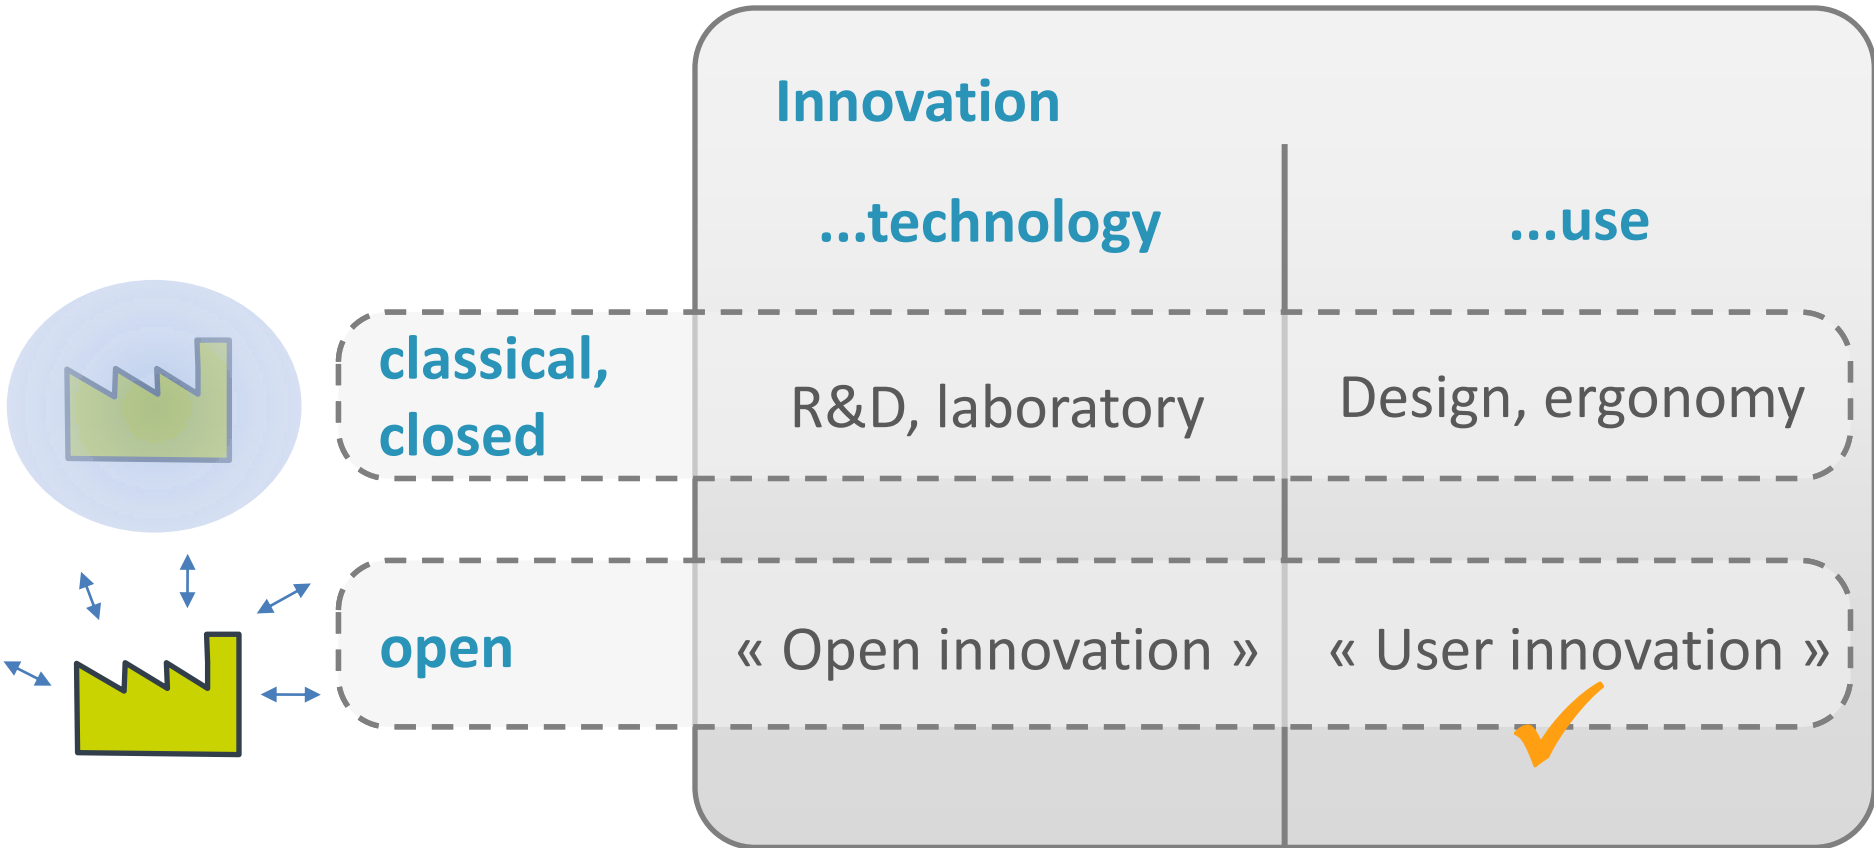 Innovation
...technology
...use
classical,
closed
R&D, laboratory
Design, ergonomy
open
« Open innovation »
« User innovation »